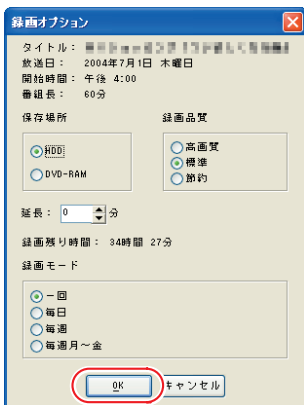 録画オプション
タイトル：
放送日： 2004年7月1日 木曜日
開始時間： 午後 4:00
番組長： 60分
保存場所 録画品質
HDD 高画質
標準
DVD-RAM 節約
延長： 0 分
録画残り時間： 34時間 27分
録画モード
一回
毎日
毎週
毎週月～金
OK キャンセル